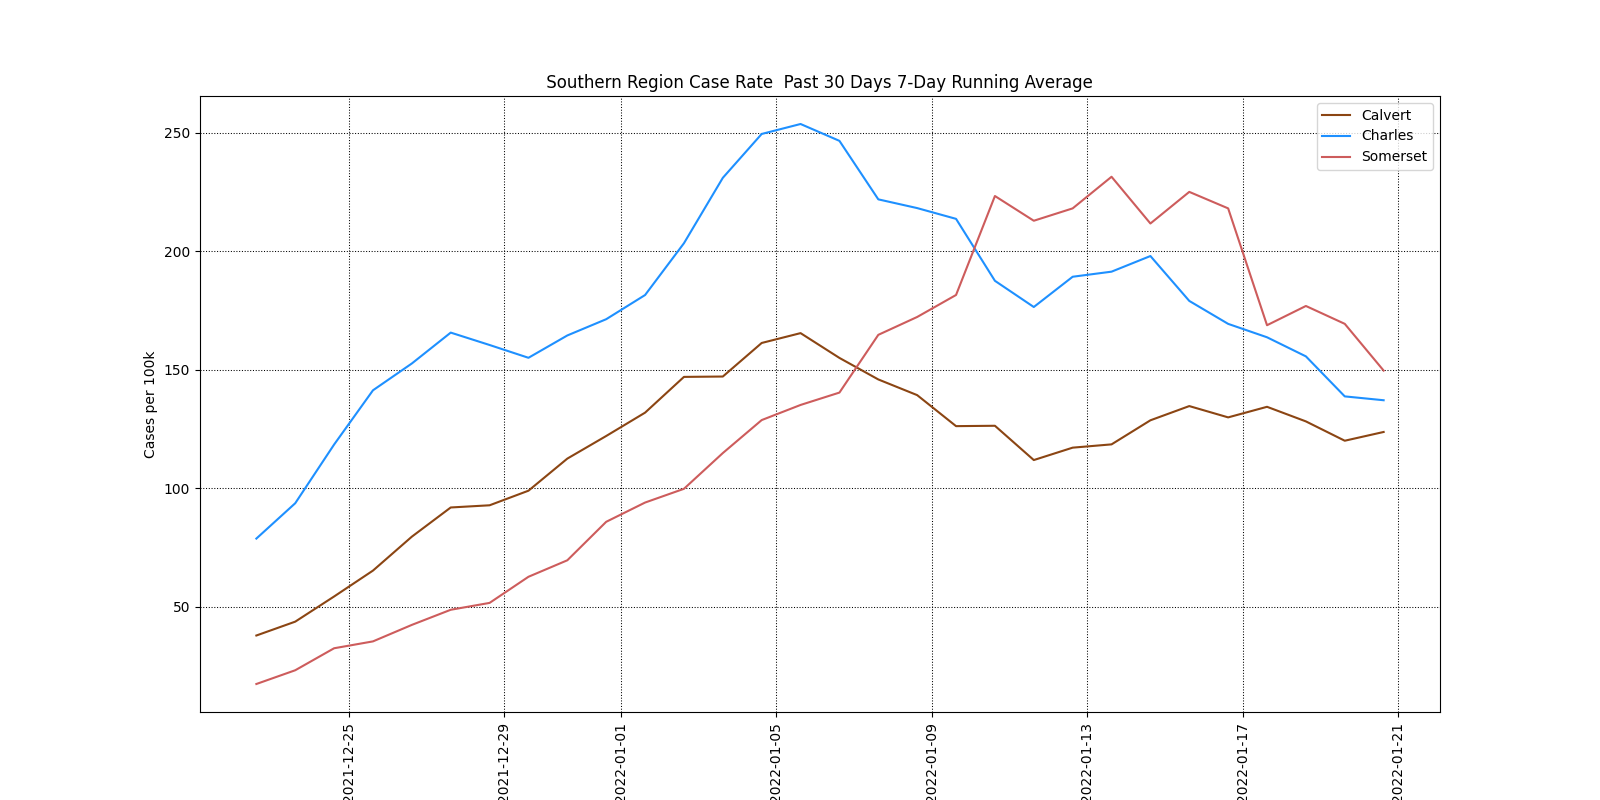 Southern Region Case Rate  Past 30 Days 7-Day Running Average
Calvert
Charles
Somerset
Cases per 100k
250
200
150
100
50
2021-12-25
2021-12-29
2022-01-01
2022-01-05
2022-01-09
2022-01-13
2022-01-17
2022-01-21